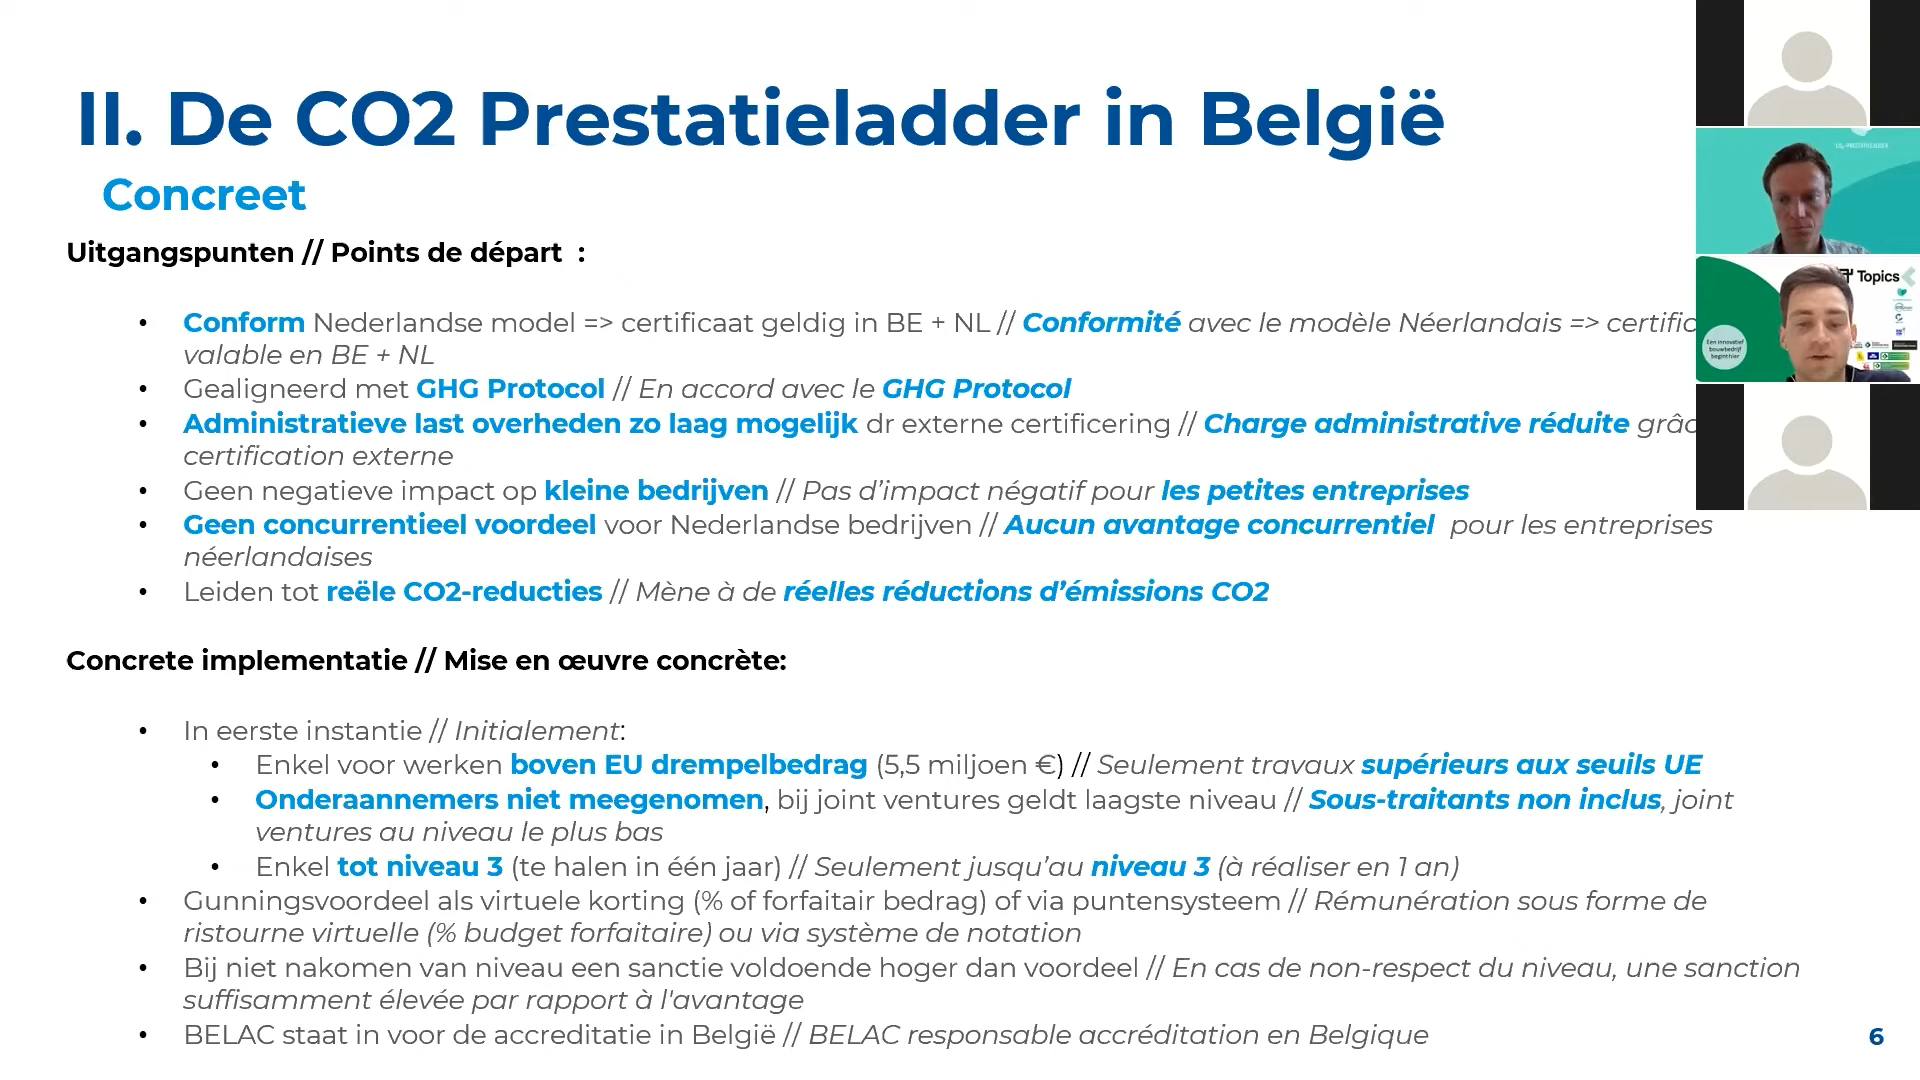 II. De CO2 Prestatieladder in België
Concreet
Uitgangspunten // Points de départ :
• Conform Nederlandse model => certificaat geldig in BE + NL // Conformité avec le modèle Néerlandais => certific
valable en BE + NL
• Gealigneerd met GHG Protocol // En accord avec le GHG Protocol
• Administratieve last overheden zo laag mogelijk dr externe certificering // Charge administrative réduite grâc
certification externe
• Geen negatieve impact op kleine bedrijven // Pas d’impact négatif pour les petites entreprises
• Geen concurrentieel voordeel voor Nederlandse bedrijven // Aucun avantage concurrentiel pour les entreprises
néerlandaises
• Leiden tot reële CO2-reducties // Mène à de réelles réductions d’émissions CO2
Concrete implementatie // Mise en œuvre concrète:
• In eerste instantie // Initialement:
• Enkel voor werken boven EU drempelbedrag (5,5 miljoen €) // Seulement travaux supérieurs aux seuils UE
• Onderaannemers niet meegenomen, bij joint ventures geldt laagste niveau // Sous-traitants non inclus, joint
ventures au niveau le plus bas
• Enkel tot niveau 3 (te halen in één jaar) // Seulement jusqu’au niveau 3 (à réaliser en 1 an)
• Gunningsvoordeel als virtuele korting (% of forfaitair bedrag) of via puntensysteem // Rémunération sous forme de
ristourne virtuelle (% budget forfaitaire) ou via système de notation
• Bij niet nakomen van niveau een sanctie voldoende hoger dan voordeel // En cas de non-respect du niveau, une sanction
suffisamment élevée par rapport à l'avantage
• BELAC staat in voor de accreditatie in België // BELAC responsable accréditation en Belgique
6
CO₂-PRESTATIELADDER
Topics
Een innovatief
bouwbedrijf
begint hier